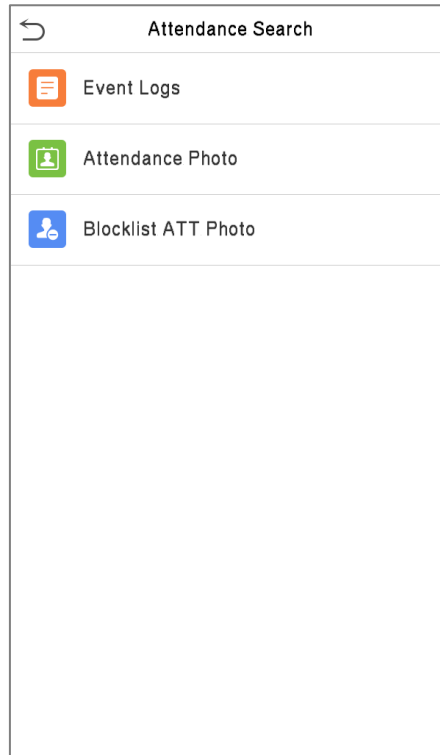 Attendance Search
Event Logs
Attendance Photo
Blocklist ATT Photo